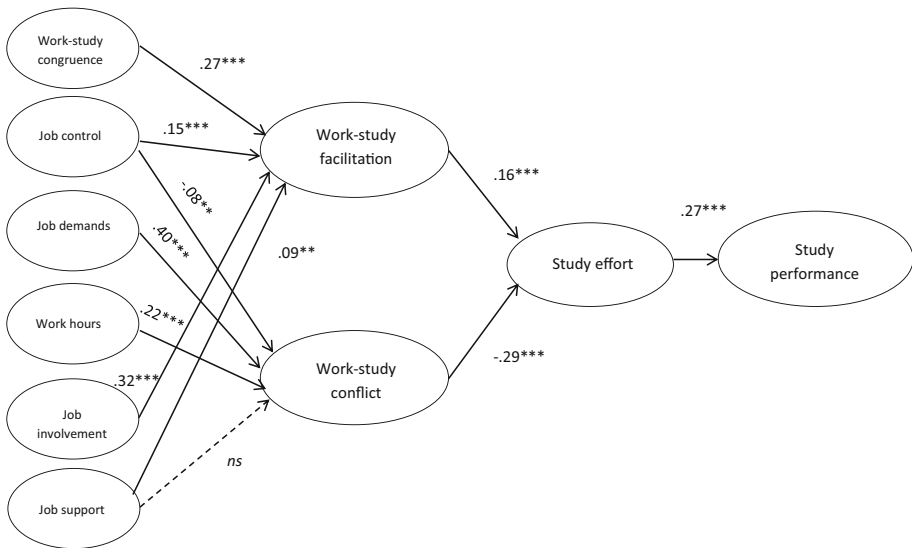 Work-study
congruence
.27***
Job control
.15***
Work-study
facilitation
-.08**
.16***
Job demands
.40***
.09**
.27***
Study effort
Study
performance
Work hours
.22***
-.29***
Work-study
conflict
.32***
Job
involvement
ns
Job support